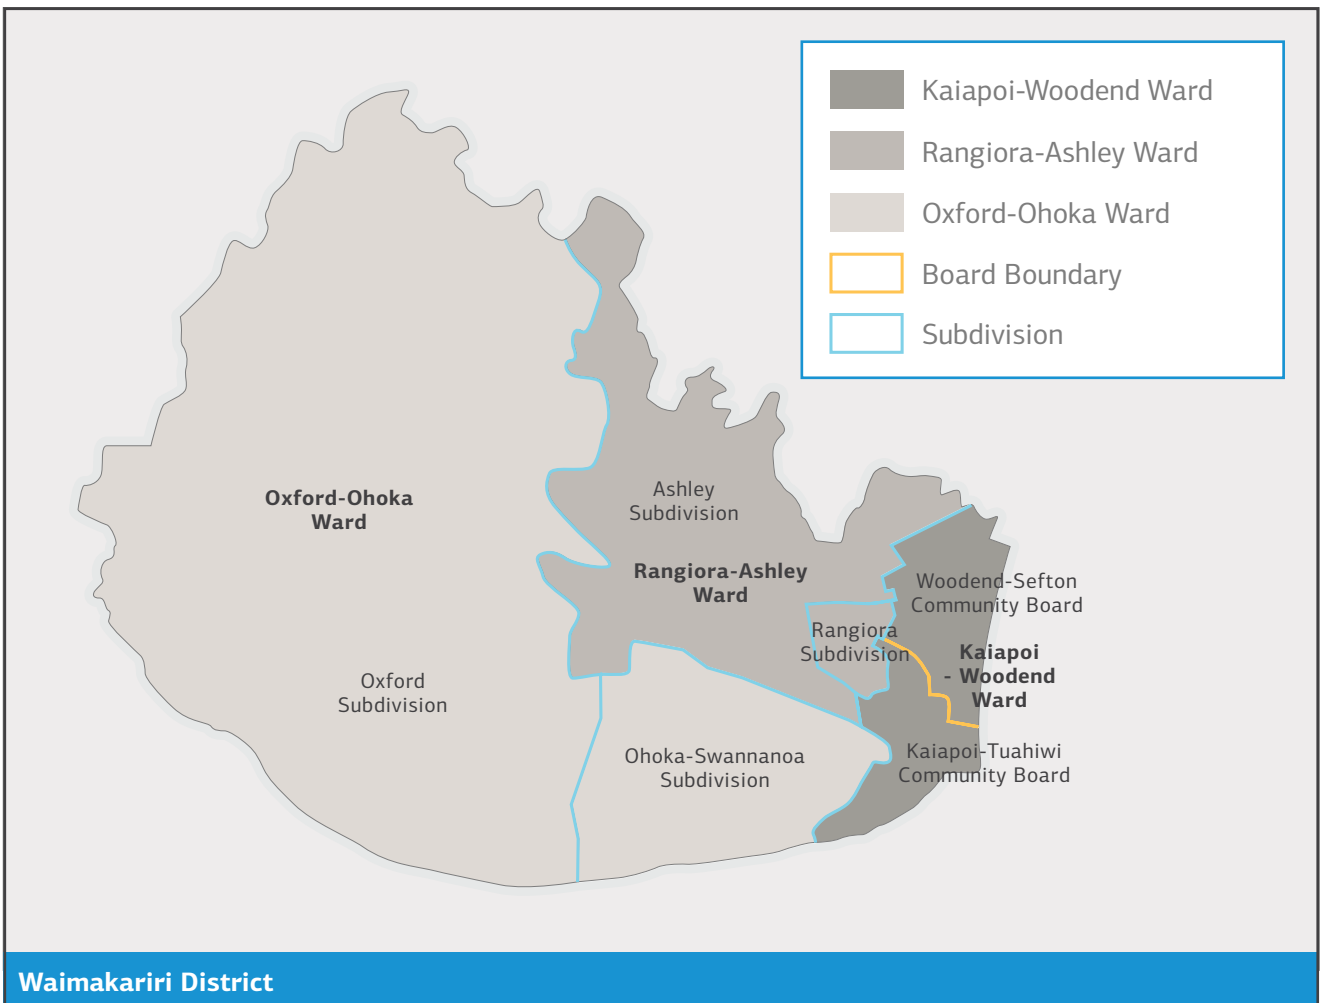 Kaiapoi-Woodend Ward
Rangiora-Ashley Ward
Oxford-Ohoka Ward
Board Boundary
Subdivision
Oxford-Ohoka
Ward
Ashley
Subdivision
Rangiora-Ashley
Ward
Woodend-Sefton
Community Board
Rangiora
Subdivision
Kaiapoi
- Woodend
Ward
Oxford
Subdivision
Ohoka-Swannanoa
Subdivision
Kaiapoi-Tuahiwi
Community Board
Waimakariri District